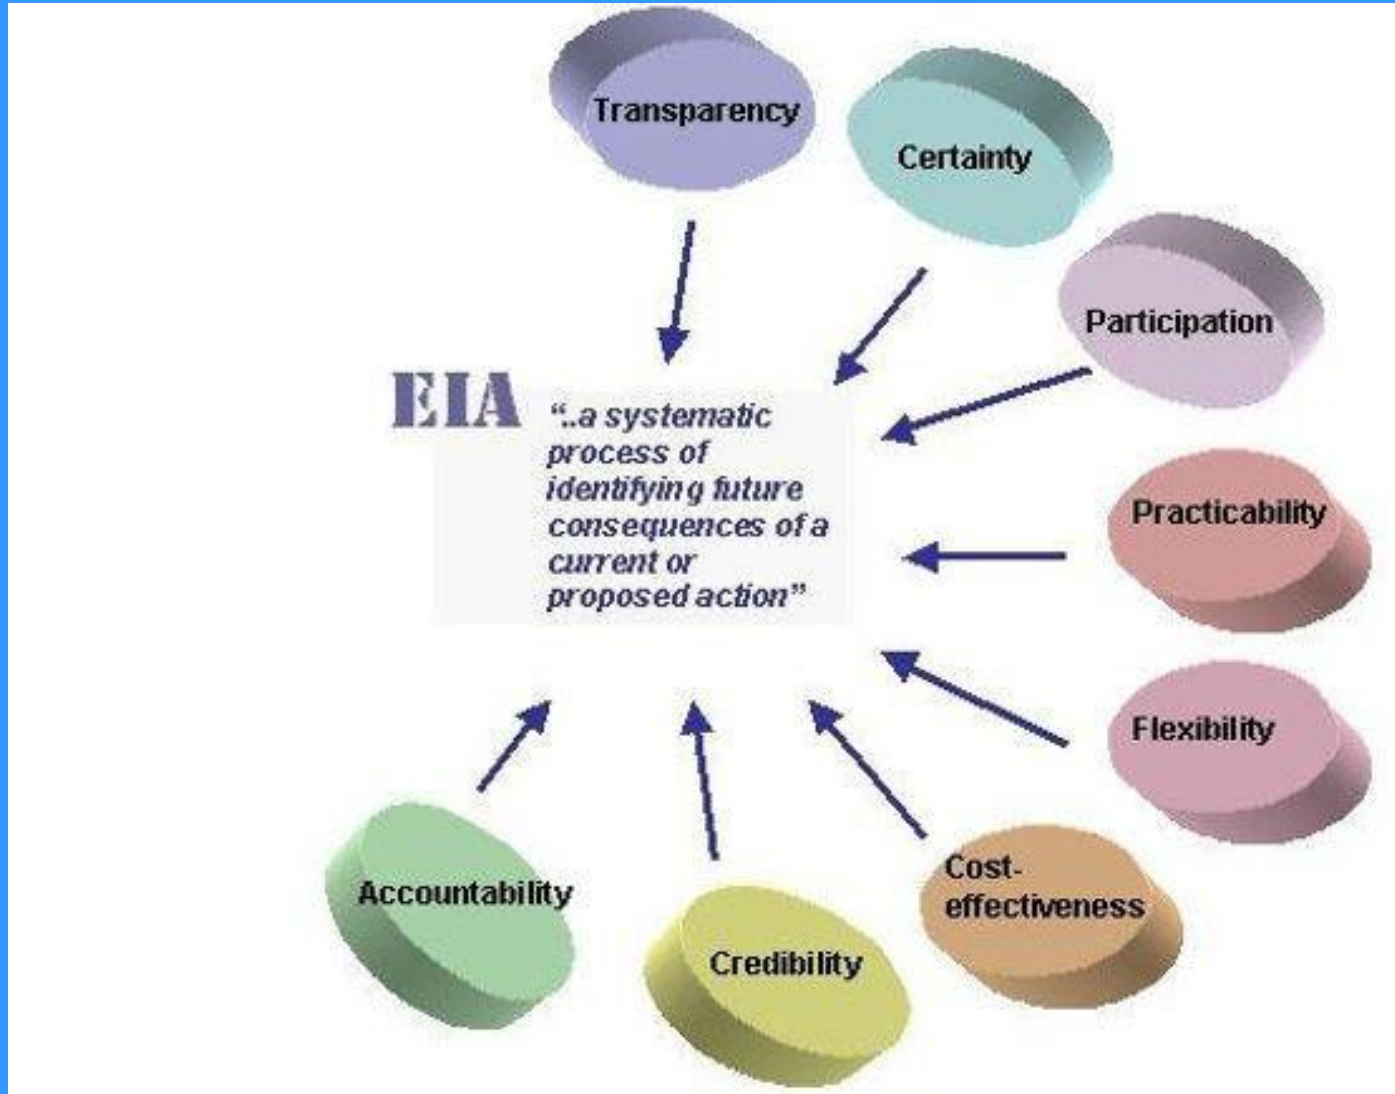 Transparency
Certainty
Participation
EIA
“..a systematic
process of
identifying future
consequences of a
current or
proposed action”
Practicability
Flexibility
Cost-
effectiveness
Accountability
Credibility